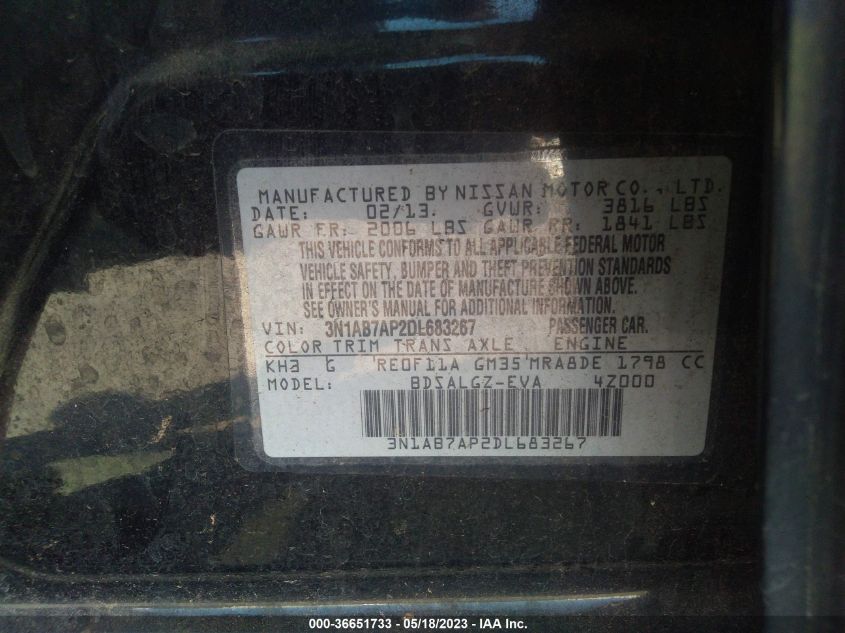 MANUFACTURED BY NISSAN MOTOR CO., LTD.
DATE: 02/13. GVWR: 3816 LBS
GAWR FR: 2006 LBS GAWR RR: 1841 LBS
THIS VEHICLE CONFORMS TO ALL APPLICABLE FEDERAL MOTOR
VEHICLE SAFETY, BUMPER AND THEFT PREVENTION STANDARDS
IN EFFECT ON THE DATE OF MANUFACTURE SHOWN ABOVE.
SEE OWNER'S MANUAL FOR ADDITIONAL INFORMATION.
VIN: 3N1AB7AP2DL683267 PASSENGER CAR.
COLOR TRIM TRANS AXLE ENGINE
KH3 G 'RE0F11A GM35'MRA8DE 1798 CC
MODEL: BDSALGZ-EVA 4Z000
3N1AB7AP2DL683267
000-36651733 - 05/18/2023 - IAA Inc.